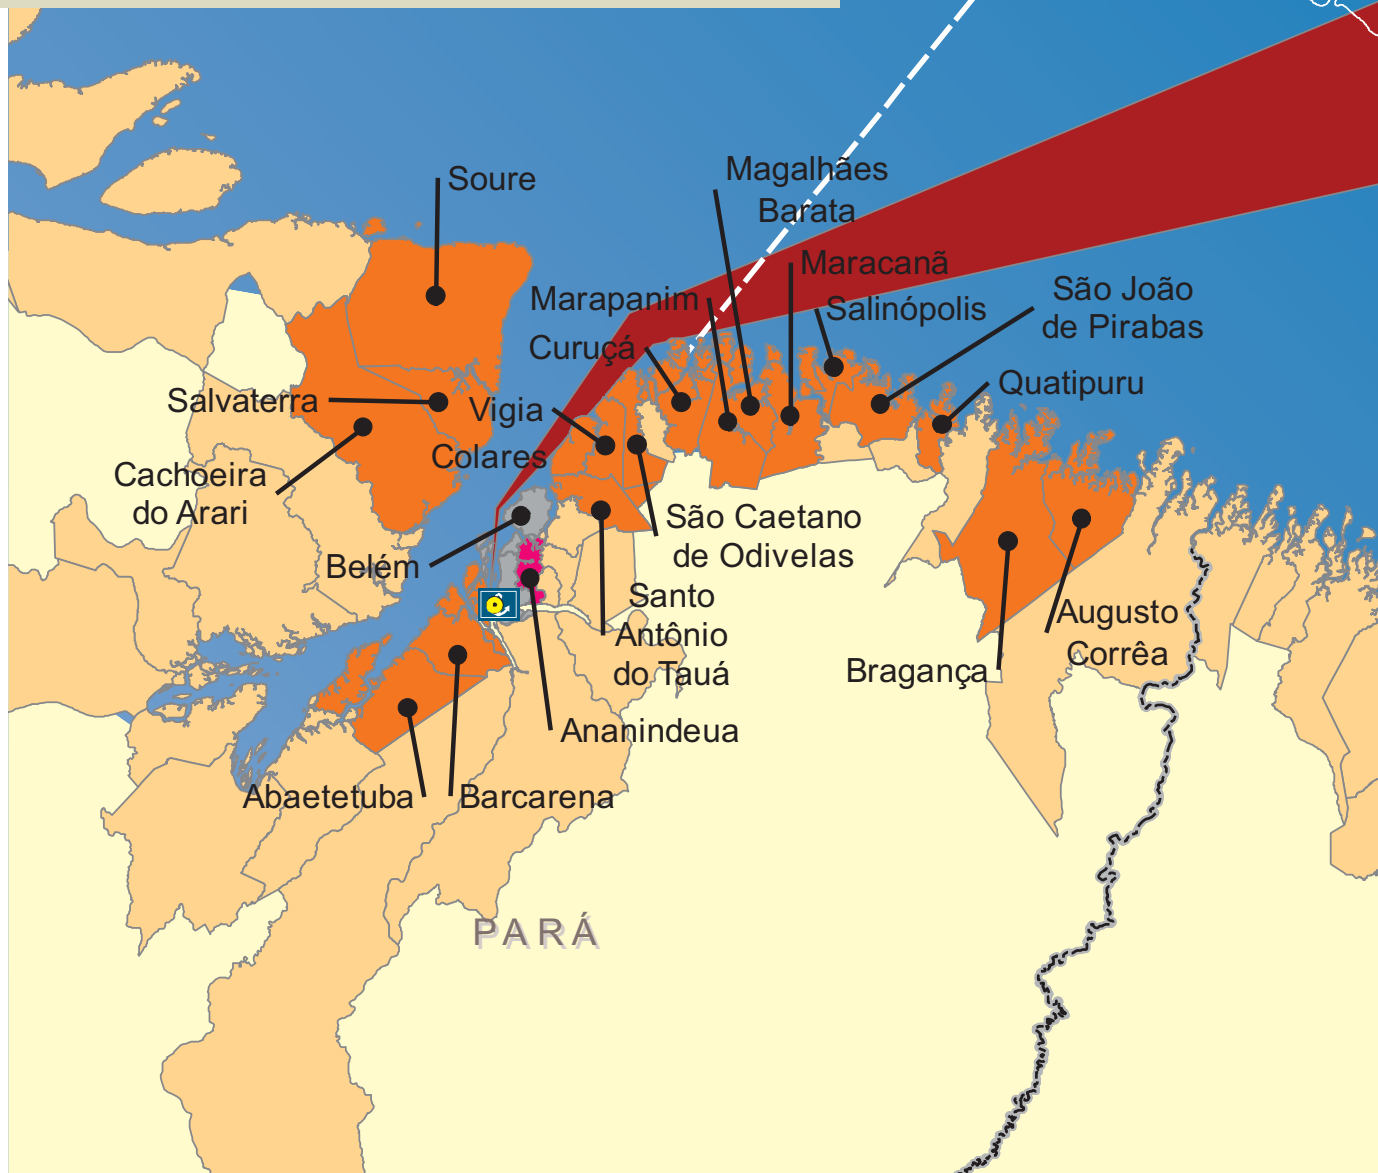 Soure
Magalhães
Barata
Maracanã
Marapanim
Salinópolis
São João
de Pirabas
Curuçá
Quatipuru
Salvaterra
Vigia
Colares
Cachoeira
do Arari
São Caetano
de Odivelas
Belém
Santo
Antônio
do Tauá
Augusto
Corrêa
Bragança
Ananindeua
Abaetetuba
Barcarena
PARÁ